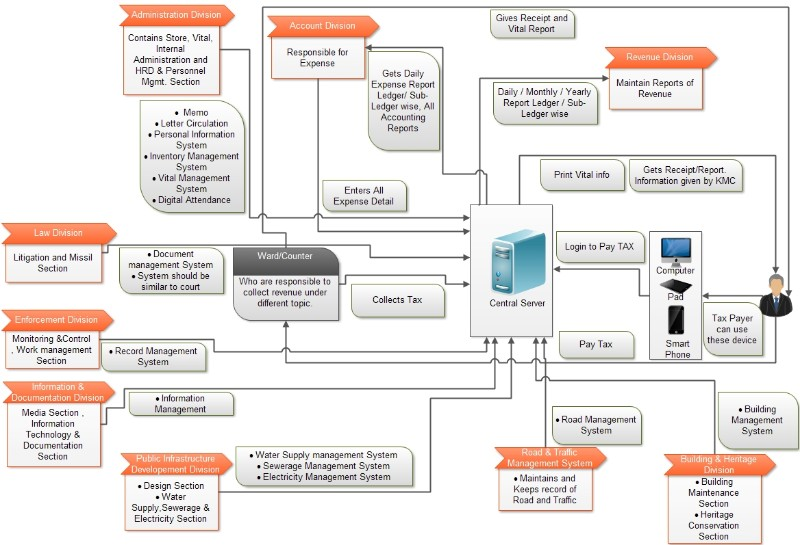 Administration Division
Contains Store, Vital,
Internal
Administration and
HRD & Personnel
Mgmt. Section
Memo
Letter Circulation
Personal Information
System
Inventory Management
System
Vital Management
System
Digital Attendance
Account Division
Responsible for
Expense
Gets Daily
Expense Report
Ledger/ Sub-
Ledger wise, All
Accounting
Reports
Enters All
Expense Detail
Gives Receipt and
Vital Report
Revenue Division
Maintain Reports of
Revenue
Daily / Monthly / Yearly
Report Ledger / Sub-
Ledger wise
Print Vital info
Gets Receipt/Report.
Information given by KMC
Law Division
Litigation and Missil
Section
Document
management System
System should be
similar to court
Ward/Counter
Who are responsible to
collect revenue under
different topic.
Collects Tax
Central Server
Login to Pay TAX
Computer
Pad
Smart
Phone
Tax Payer
can use
these device
Pay Tax
Enforcement Division
Monitoring &Control
, Work management
Section
Record Management
System
Information &
Documentation Division
Media Section ,
Information
Technology &
Documentation
Section
Information
Management
Public Infrastructure
Developement Division
Design Section
Water
Supply,Sewerage &
Electricity Section
Water Supply management System
Sewerage Management System
Electricity Management System
Road & Traffic
Management System
Maintains and
Keeps record of
Road and Traffic
Road Management
System
Building
Management
System
Building & Heritage
Division
Building
Maintenance
Section
Heritage
Conservation
Section